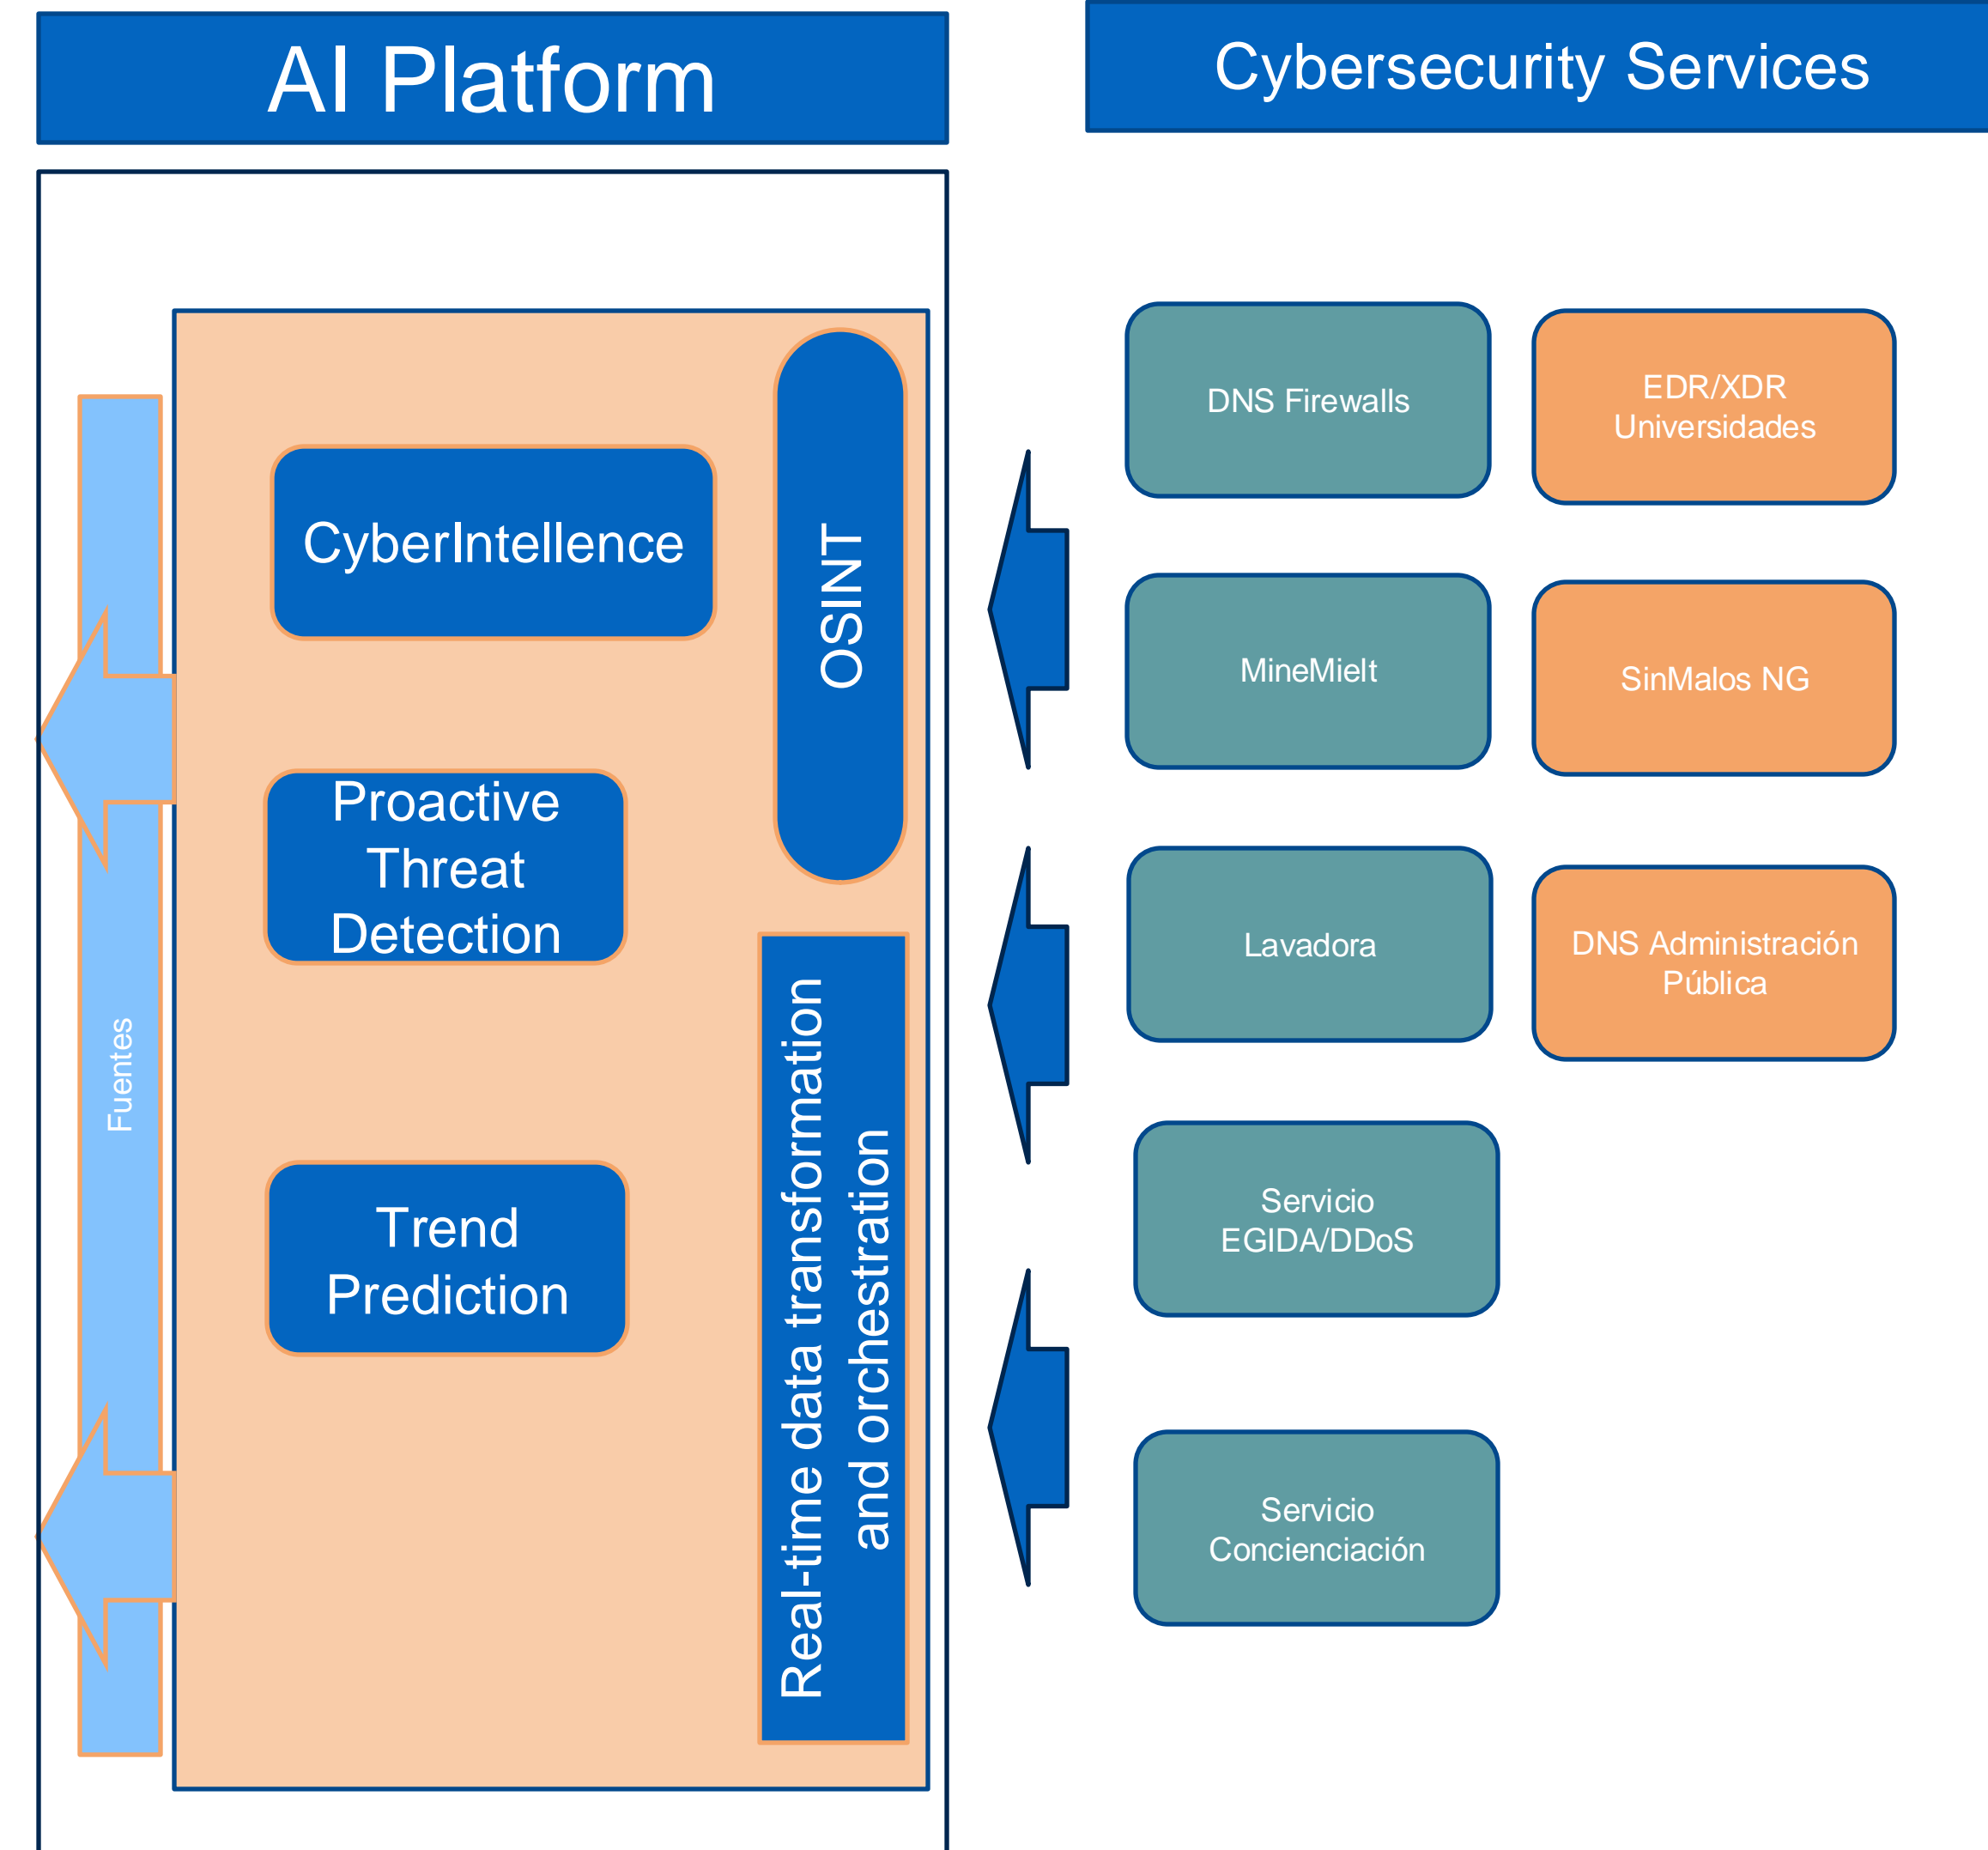 AI Platform
Cybersecurity Services
CyberIntellence
Proactive
Threat
Detection
Trend
Prediction
OSINT
Real-time data transformation
and orchestration
Fuentes
DNS Firewalls
EDR/XDR
Universidades
MineMielt
SinMalos NG
Lavadora
DNS Administración
Pública
Servicio
EGIDA/DDoS
Servicio
Concienciación